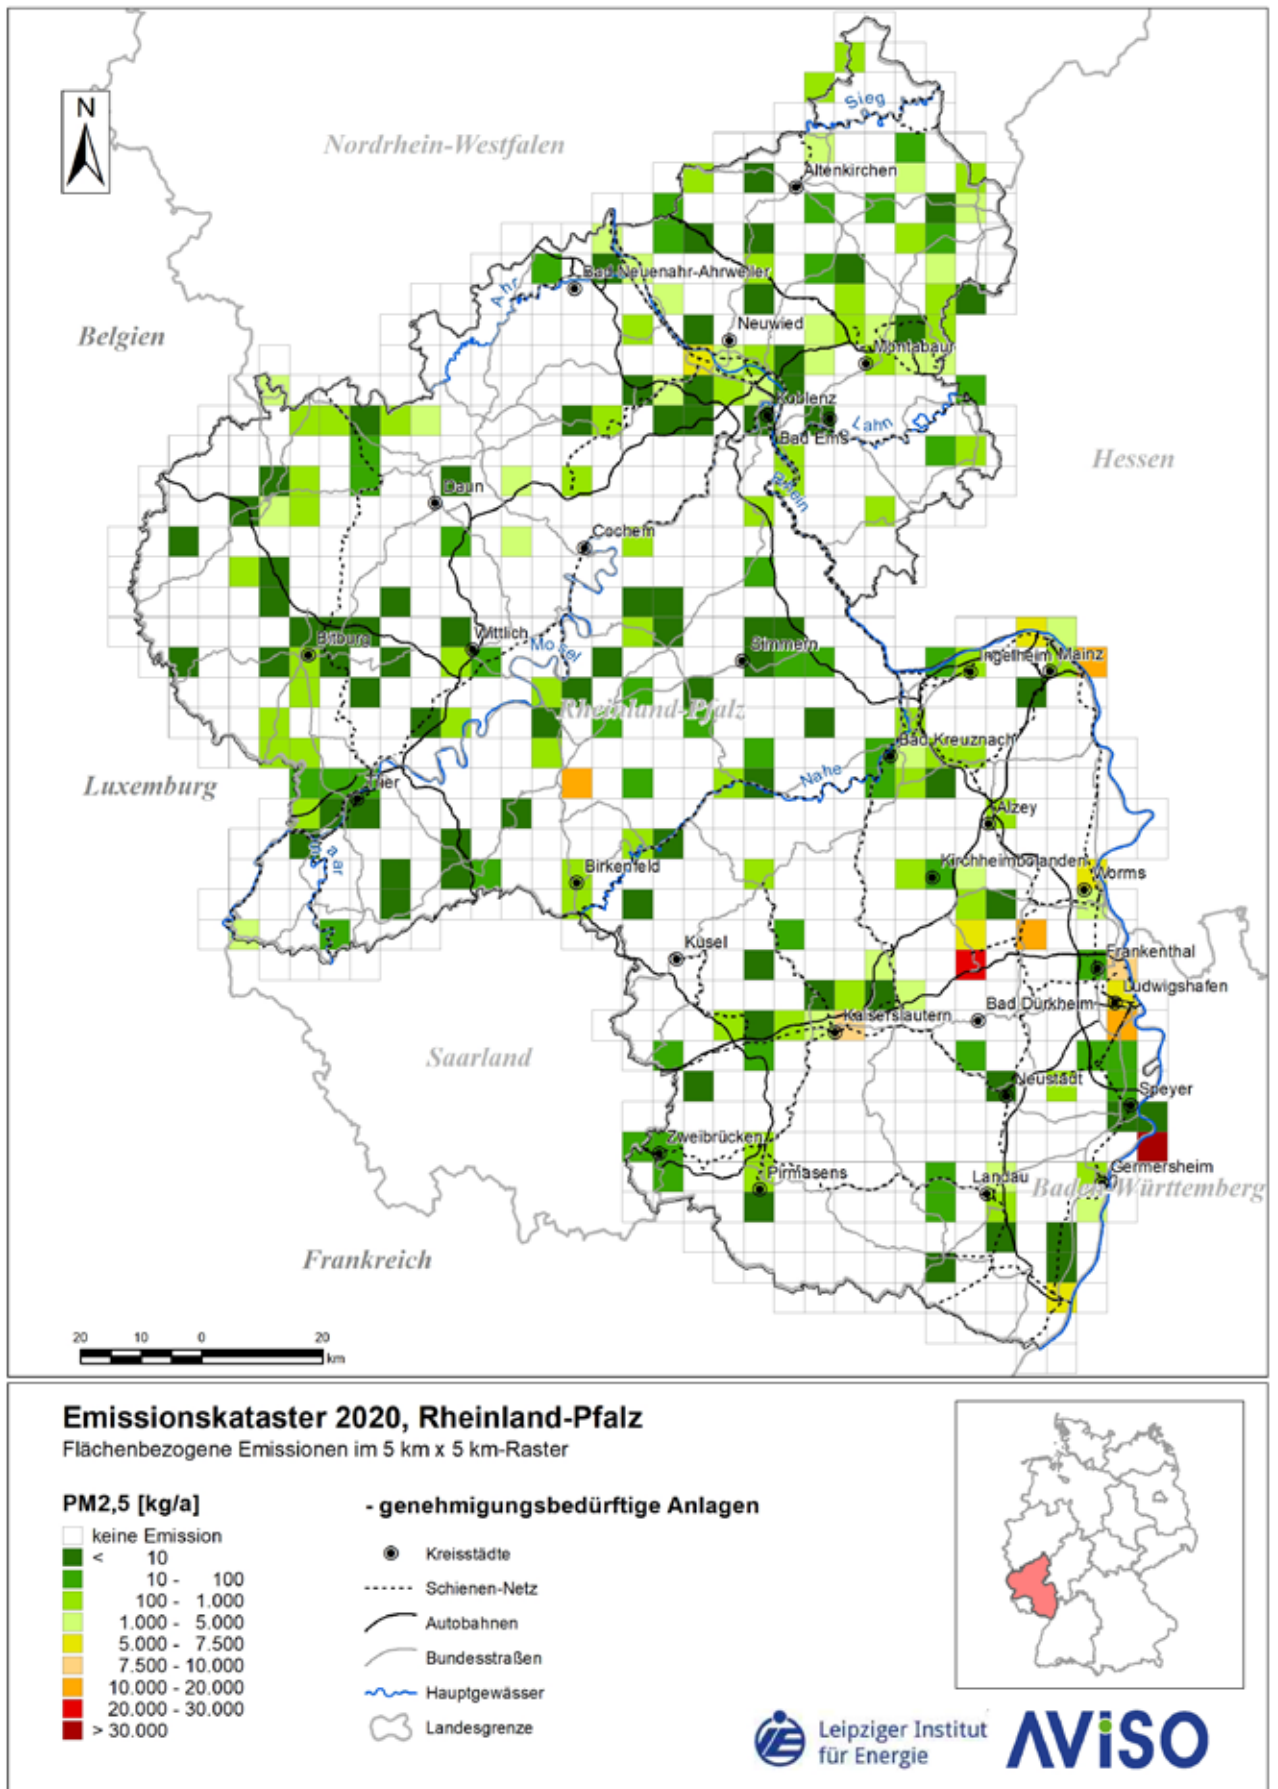 N
Nordrhein-Westfalen
Sieg
Altenkirchen
Bad Neuenahr-Ahrweiler
Ahr
Belgien
Neuwied
Montabaur
Koblenz
Bad Ems
Lahn
Hessen
Rhein
Daun
Cochem
Bitburg
Wittlich
Mosel
Simmern
Ingelheim
Mainz
Rheinland-Pfalz
Bad Kreuznach
Luxemburg
Trier
Nahe
Alzey
Saar
Birkenfeld
Kirchheimbolanden
Worms
Kusel
Frankenthal
Ludwigshafen
Bad Dürkheim
Kaiserslautern
Saarland
Neustadt
Speyer
Zweibrücken
Pirmasens
Landau
Germersheim
Baden-Württemberg
Frankreich
20 10 0 20
km
Emissionskataster 2020, Rheinland-Pfalz
Flächenbezogene Emissionen im 5 km x 5 km-Raster
PM2,5 [kg/a]
keine Emission
< 10
10 - 100
100 - 1.000
1.000 - 5.000
5.000 - 7.500
7.500 - 10.000
10.000 - 20.000
20.000 - 30.000
> 30.000
- genehmigungsbedürftige Anlagen
Kreisstädte
Schienen-Netz
Autobahnen
Bundesstraßen
Hauptgewässer
Landesgrenze
Leipziger Institut
für Energie
AViSO